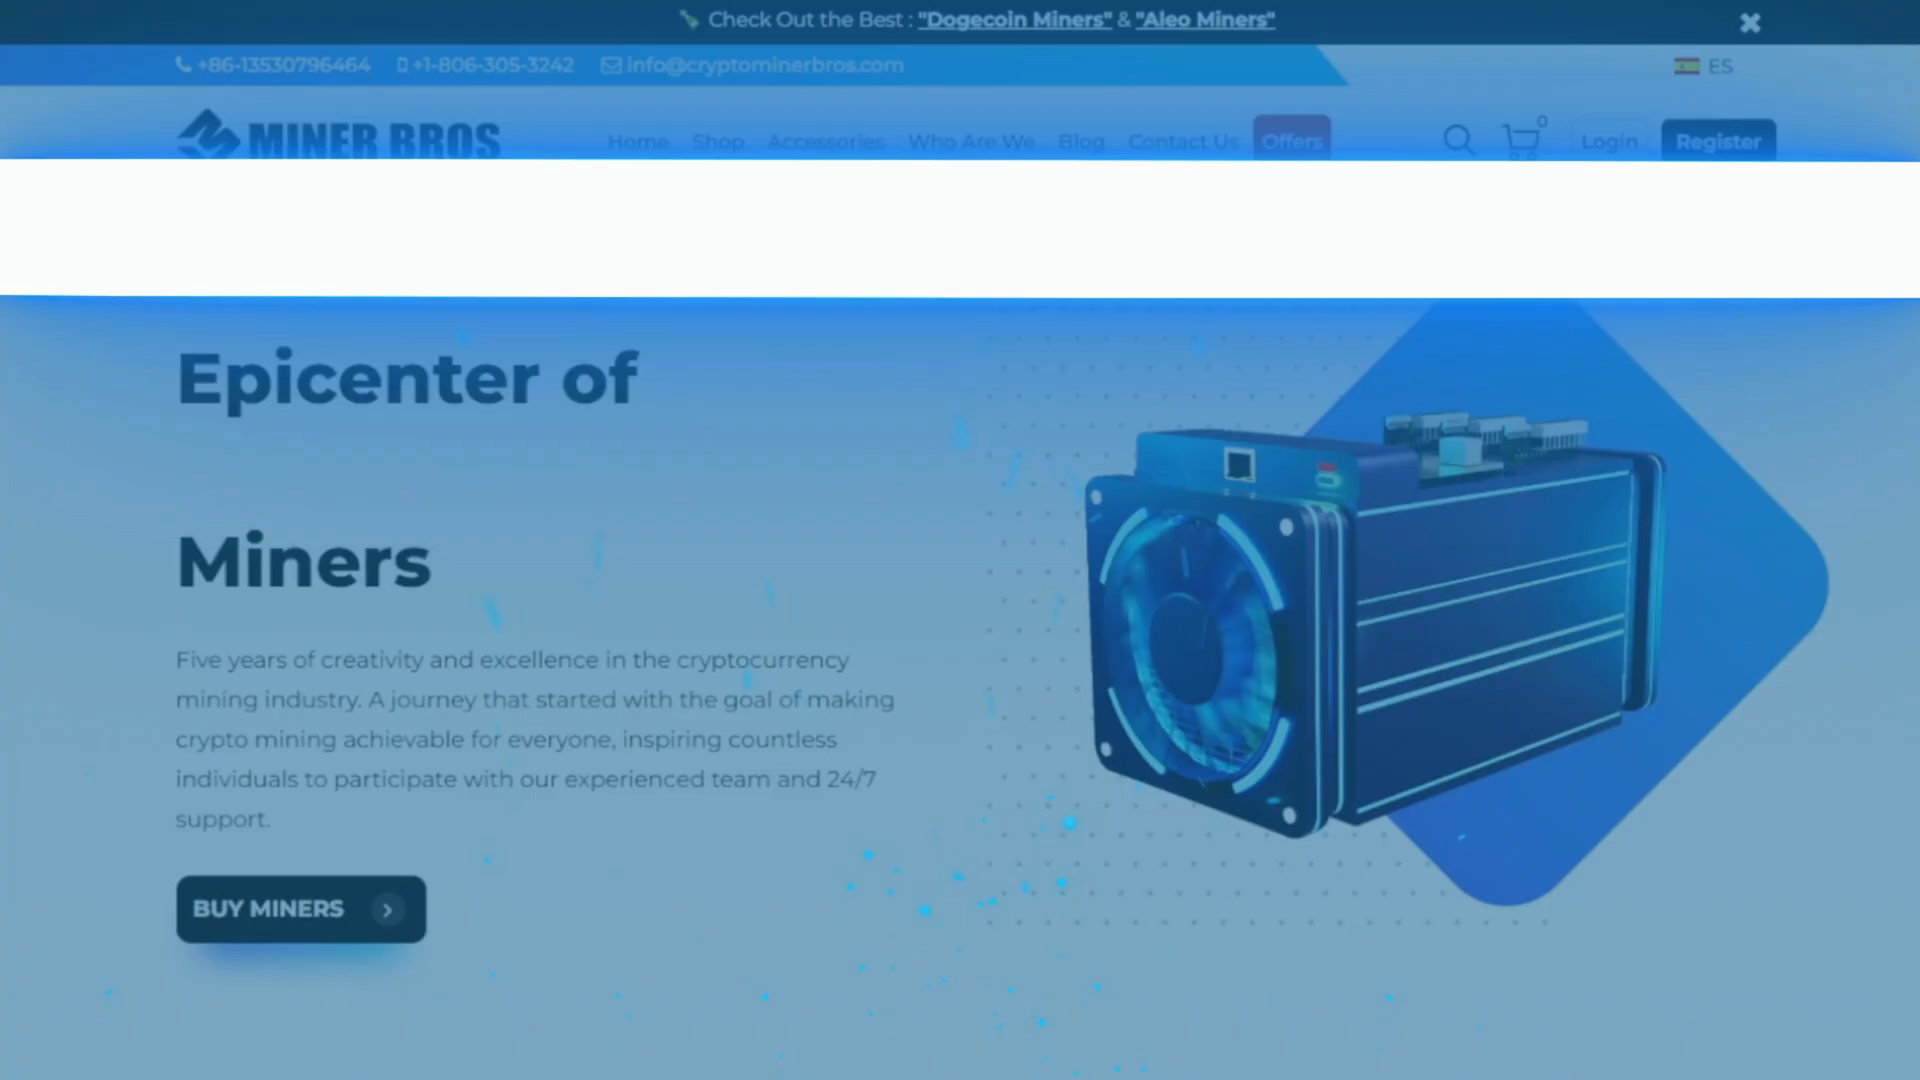 Check Out the Best : "Dogecoin Miners" & "Aleo Miners"
+86-13530796464 +1-806-305-3242 info@cryptominerbros.com ES
MINER BROS Home Shop Accessories Who Are We Blog Contact Us Offers 0 Login Register
Epicenter of
Miners
Five years of creativity and excellence in the cryptocurrency
mining industry. A journey that started with the goal of making
crypto mining achievable for everyone, inspiring countless
individuals to participate with our experienced team and 24/7
support.
BUY MINERS